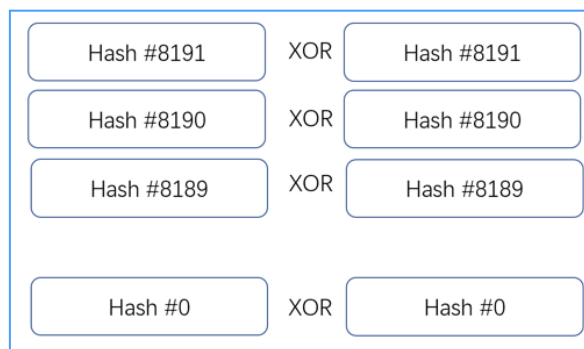 Hash #8191 XOR Hash #8191
Hash #8190 XOR Hash #8190
Hash #8189 XOR Hash #8189
Hash #0 XOR Hash #0